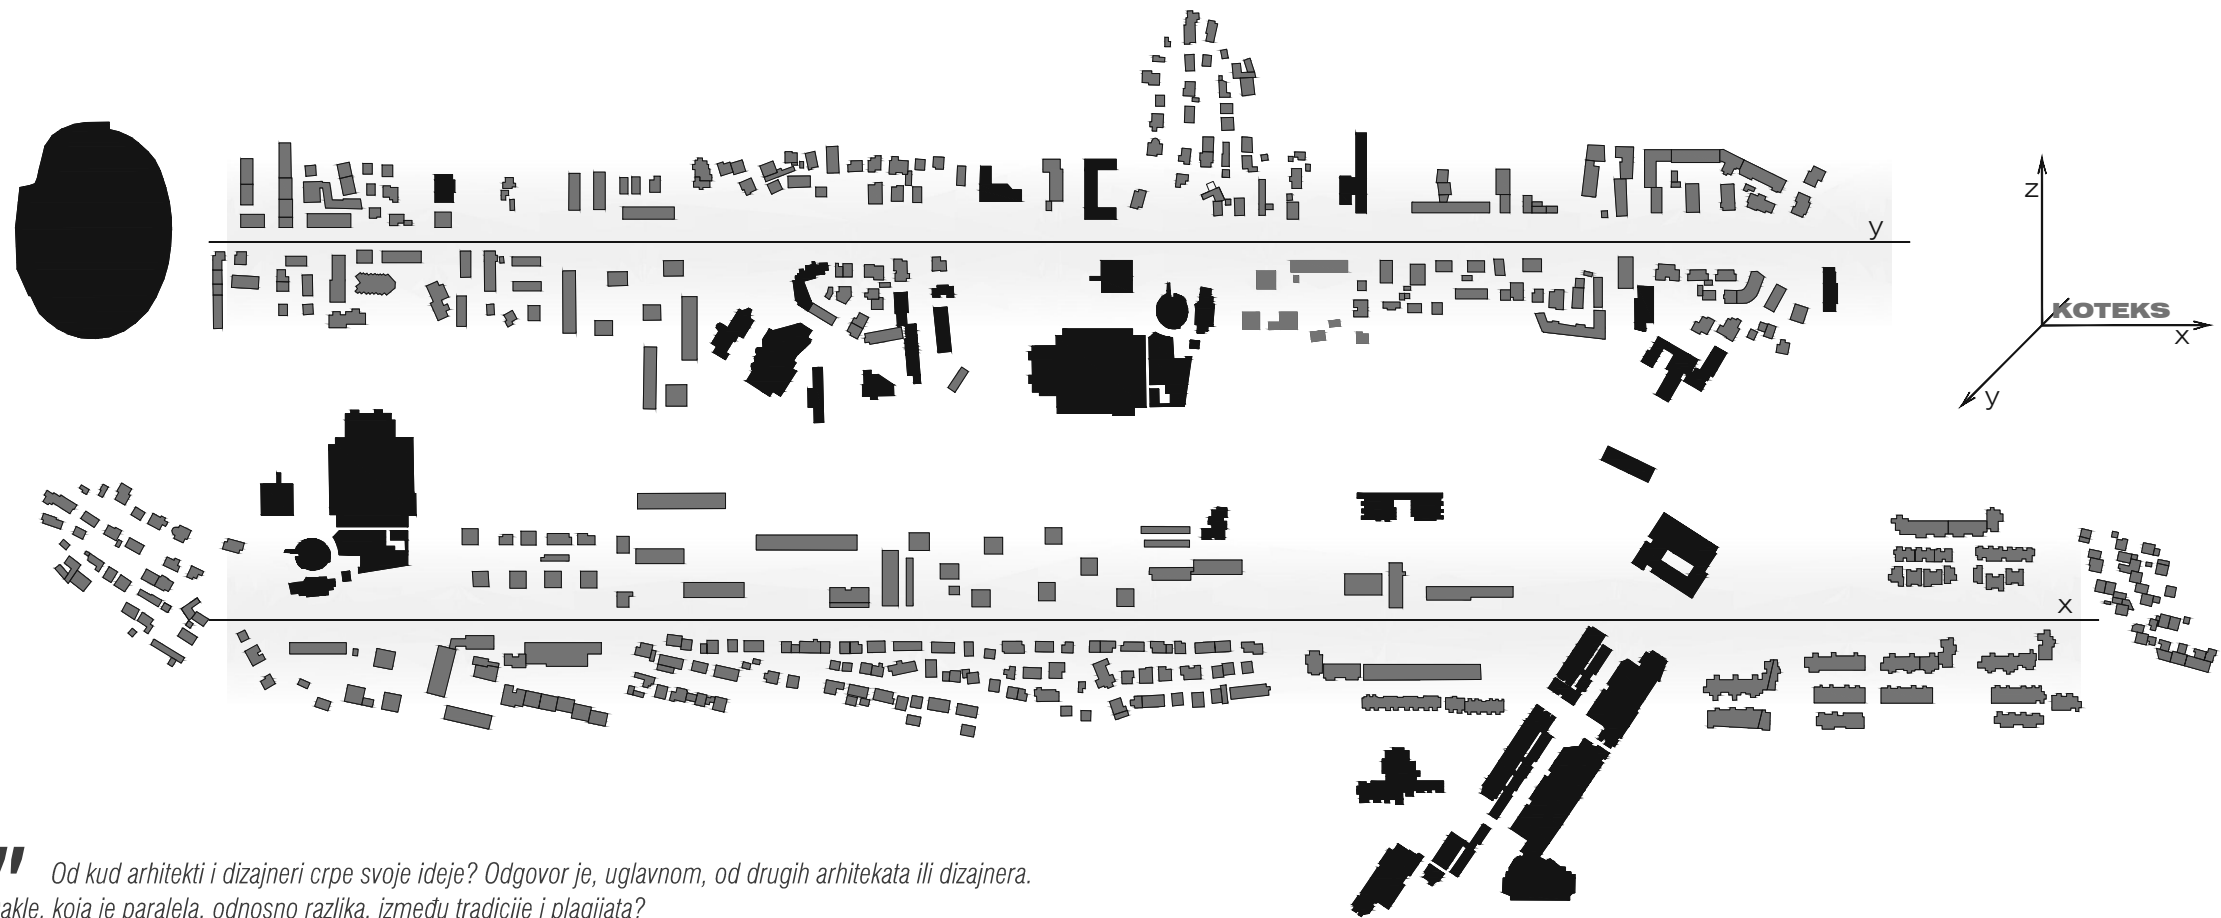 y
z
KOTEKS
x
y
x
" Od kud arhitekti i dizajneri crpe svoje ideje? Odgovor je, uglavnom, od drugih arhitekata ili dizajnera.
akle, koja je paralela, odnosno razlika, između tradicije i plagijata?